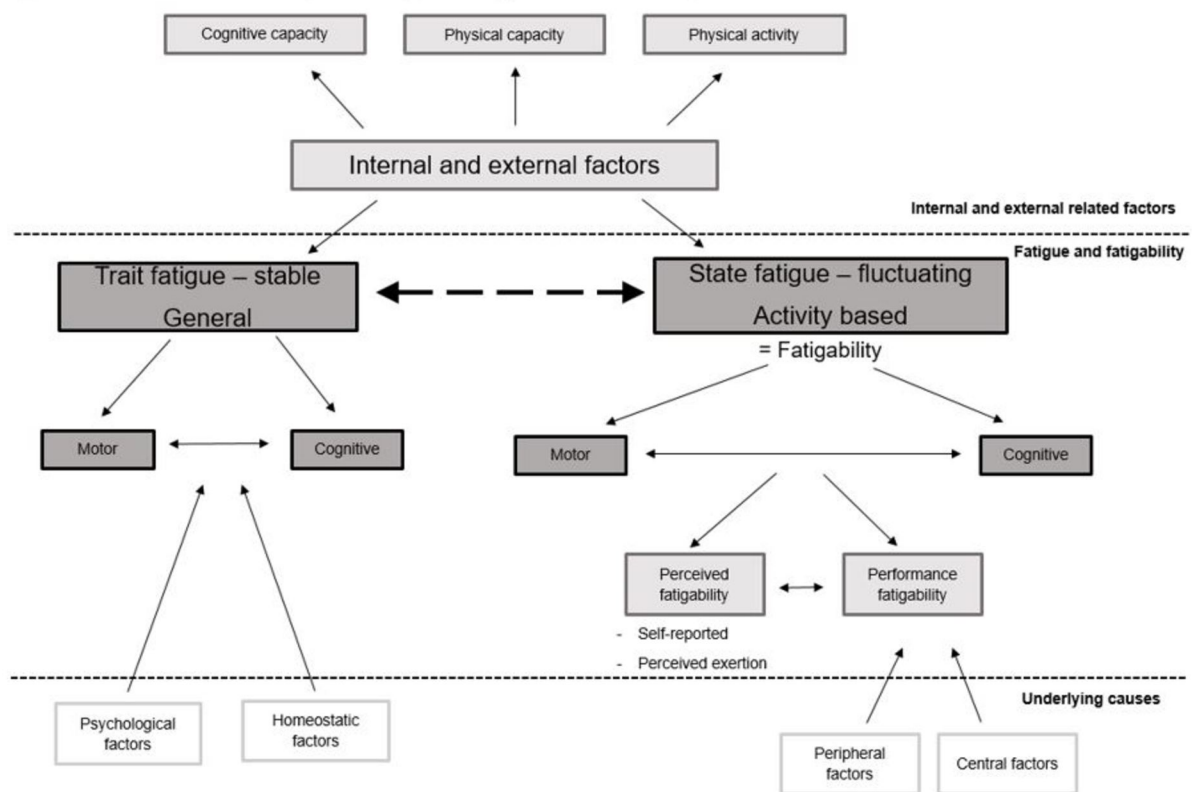 Cognitive capacity
Physical capacity
Physical activity
Internal and external factors
Internal and external related factors
Fatigue and fatigability
Trait fatigue – stable
General
State fatigue – fluctuating
Activity based
= Fatigability
Motor
Cognitive
Motor
Cognitive
Perceived
fatigability
Performance
fatigability
- Self-reported
- Perceived exertion
Underlying causes
Psychological
factors
Homeostatic
factors
Peripheral
factors
Central factors